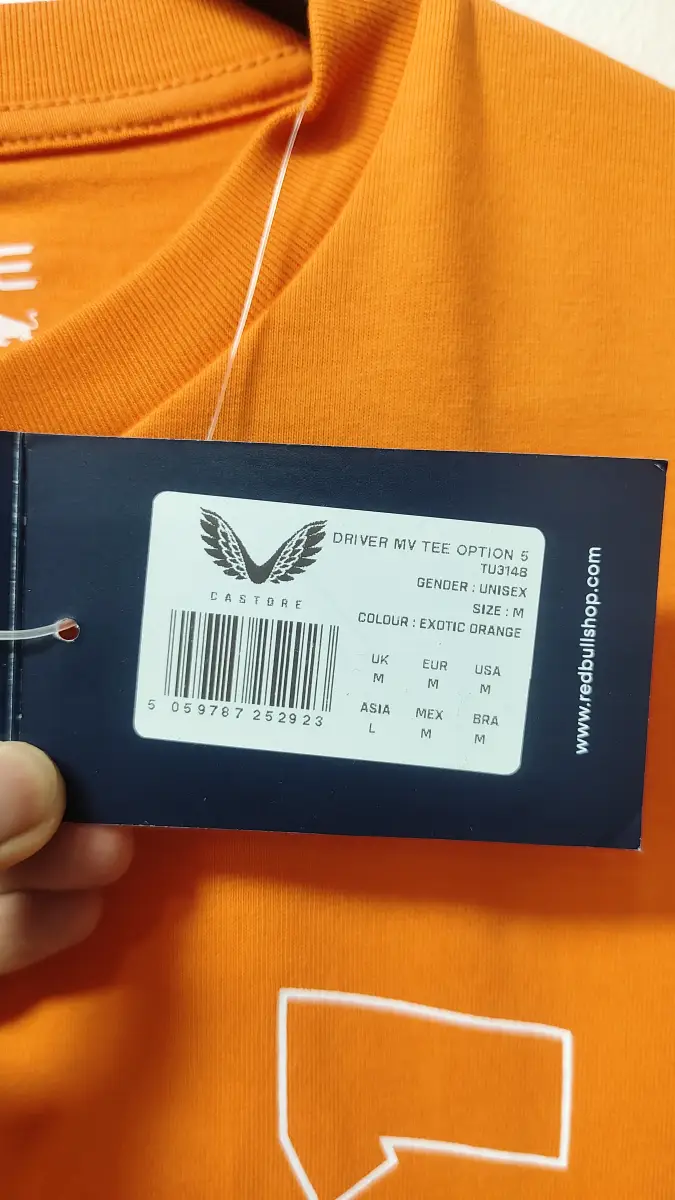 DRIVER MV TEE OPTION 5
TU3148
GENDER : UNISEX
SIZE : M
COLOUR : EXOTIC ORANGE
CASTORE
5 059787 252923
UK EUR USA
M M M
ASIA MEX BRA
L M M
www.redbullshop.com